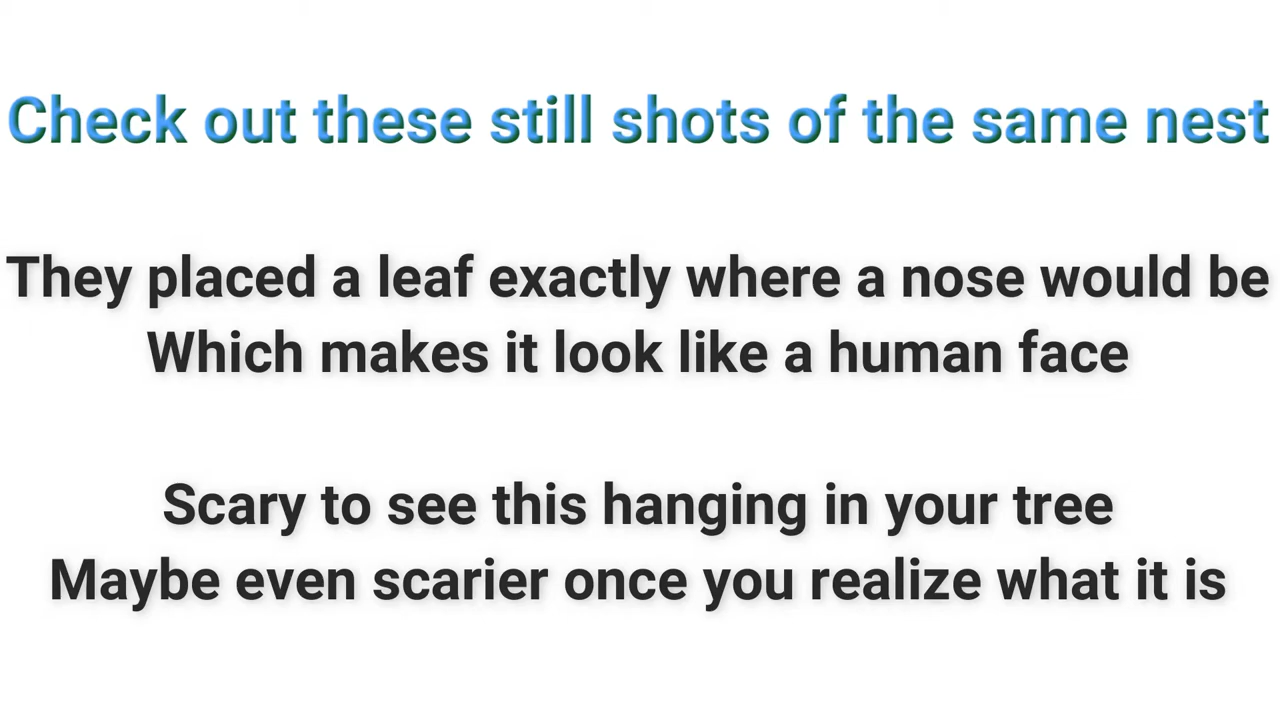 Check out these still shots of the same nest
They placed a leaf exactly where a nose would be
Which makes it look like a human face
Scary to see this hanging in your tree
Maybe even scarier once you realize what it is